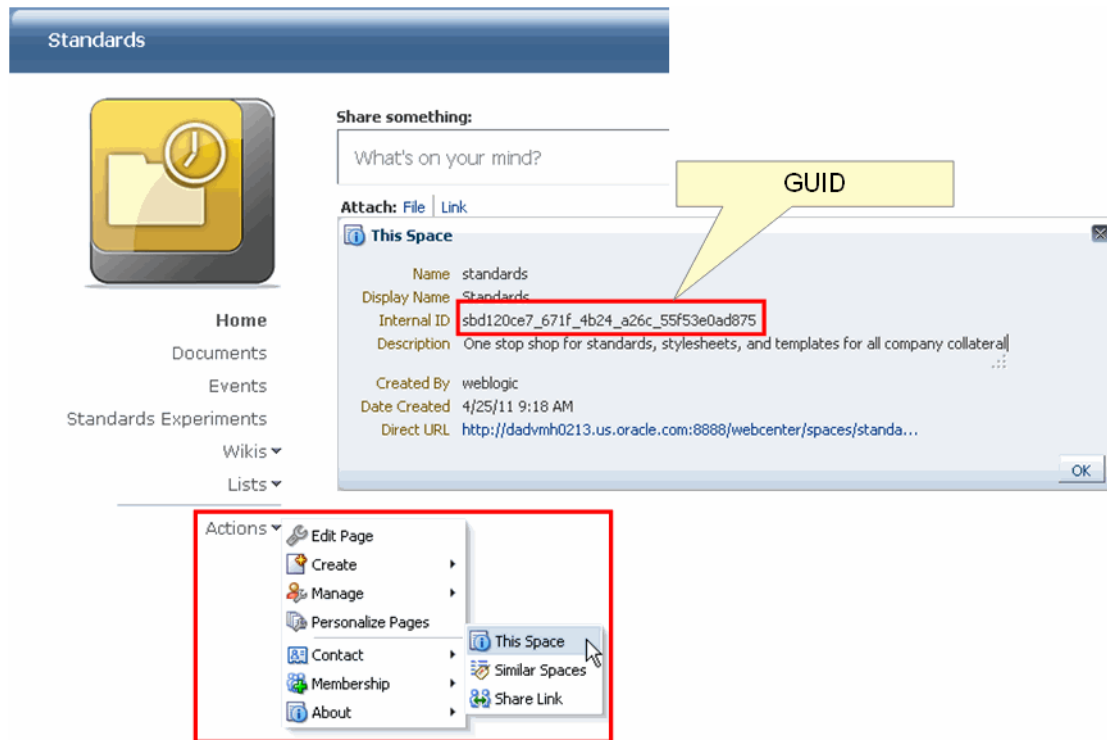 Standards
Share something:
What's on your mind?
GUID
Attach: File | Link
This Space
Name standards
Display Name Standards
Internal ID sbd120ce7_671f_4b24_a26c_55f53e0ad875
Description One stop shop for standards, stylesheets, and templates for all company collateral
Created By weblogic
Date Created 4/25/11 9:18 AM
Direct URL http://dadvmh0213.us.oracle.com:8888/webcenter/spaces/standa...
OK
Home
Documents
Events
Standards Experiments
Wikis
Lists
Actions
Edit Page
Create
Manage
Personalize Pages
Contact
Membership
About
This Space
Similar Spaces
Share Link